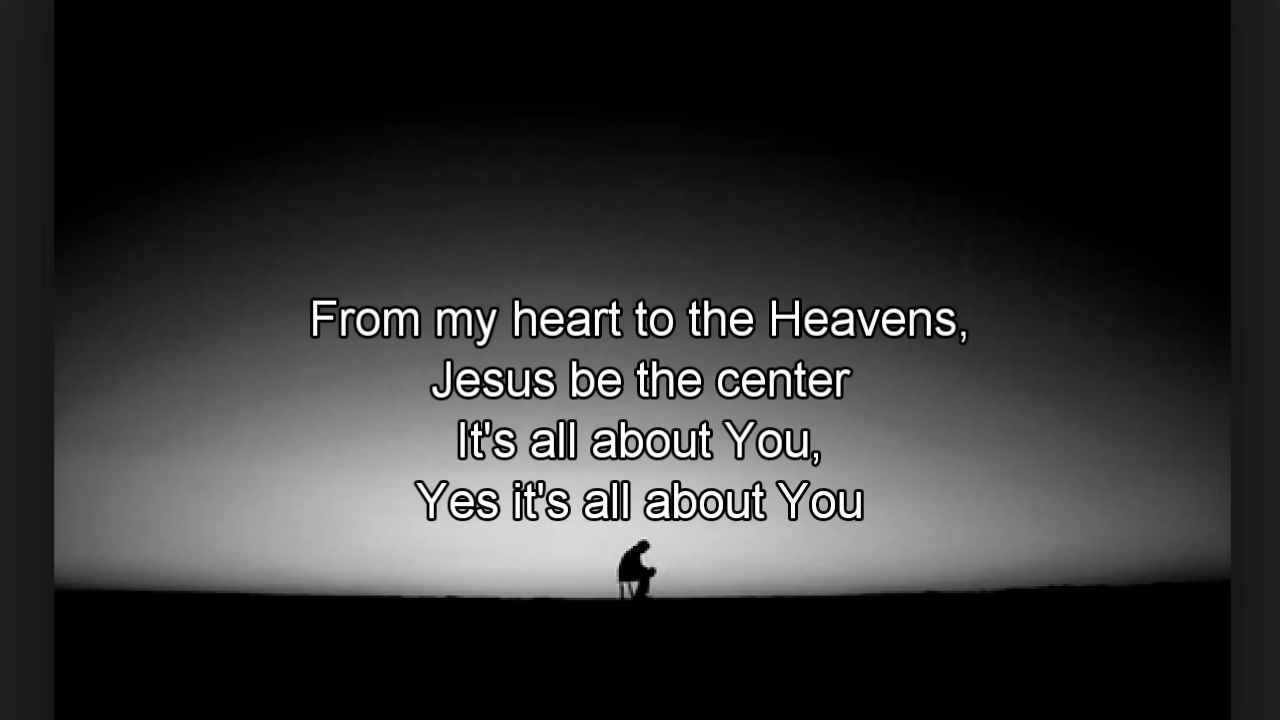 From my heart to the Heavens,
Jesus be the center
It's all about You,
Yes it's all about You